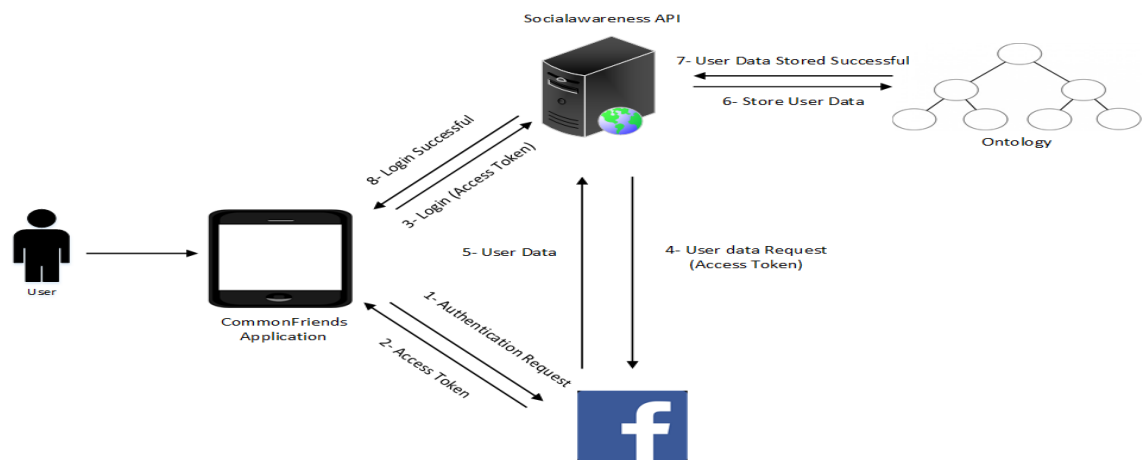 Socialawareness API
7- User Data Stored Successful
6- Store User Data
Ontology
8- Login Successful
3- Login (Access Token)
5- User Data
4- User data Request
(Access Token)
User
CommonFriends
Application
1- Authentication Request
2- Access Token
f